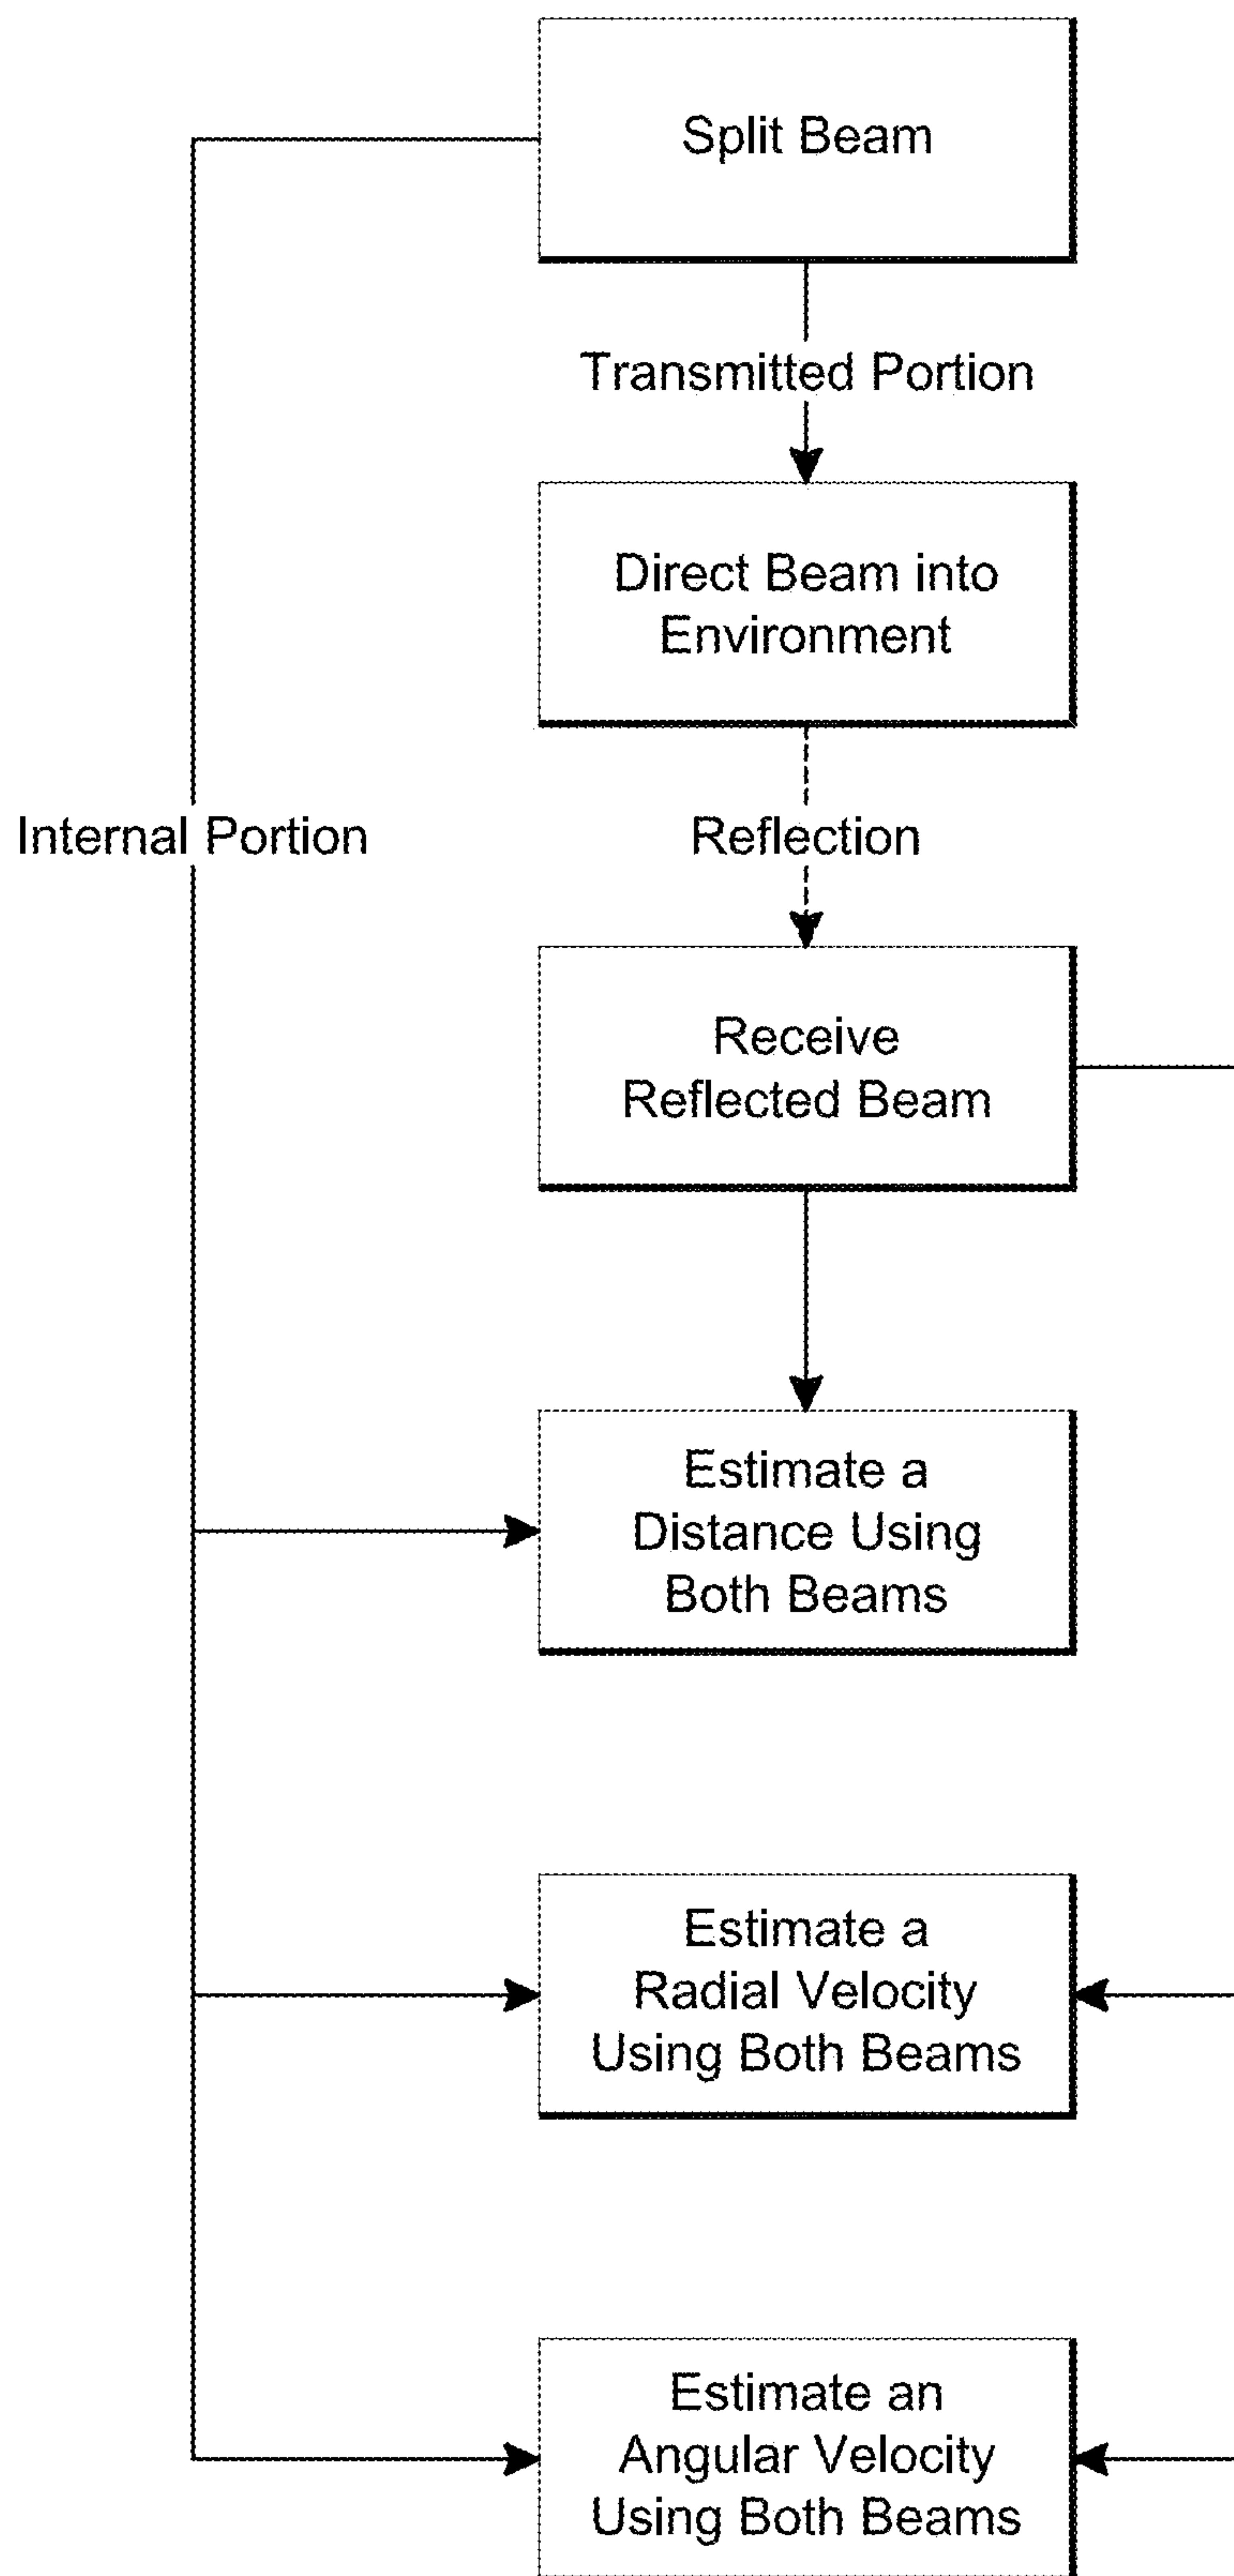 Split Beam
Transmitted Portion
Direct Beam into
Environment
Internal Portion
Reflection
Receive
Reflected Beam
Estimate a
Distance Using
Both Beams
Estimate a
Radial Velocity
Using Both Beams
Estimate an
Angular Velocity
Using Both Beams